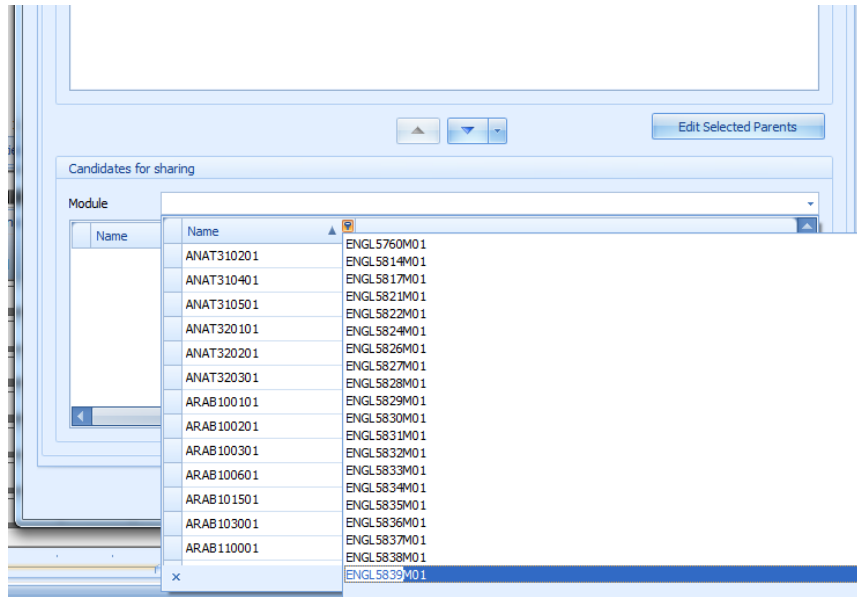 Edit Selected Parents
Candidates for sharing
Module
Name
Name
ANAT310201
ANAT310401
ANAT310501
ANAT320101
ANAT320201
ANAT320301
ARAB100101
ARAB100201
ARAB100301
ARAB100601
ARAB101501
ARAB103001
ARAB110001
ENGL5760M01
ENGL5814M01
ENGL5817M01
ENGL5821M01
ENGL5822M01
ENGL5824M01
ENGL5826M01
ENGL5827M01
ENGL5828M01
ENGL5829M01
ENGL5830M01
ENGL5831M01
ENGL5832M01
ENGL5833M01
ENGL5834M01
ENGL5835M01
ENGL5836M01
ENGL5837M01
ENGL5838M01
ENGL5839M01